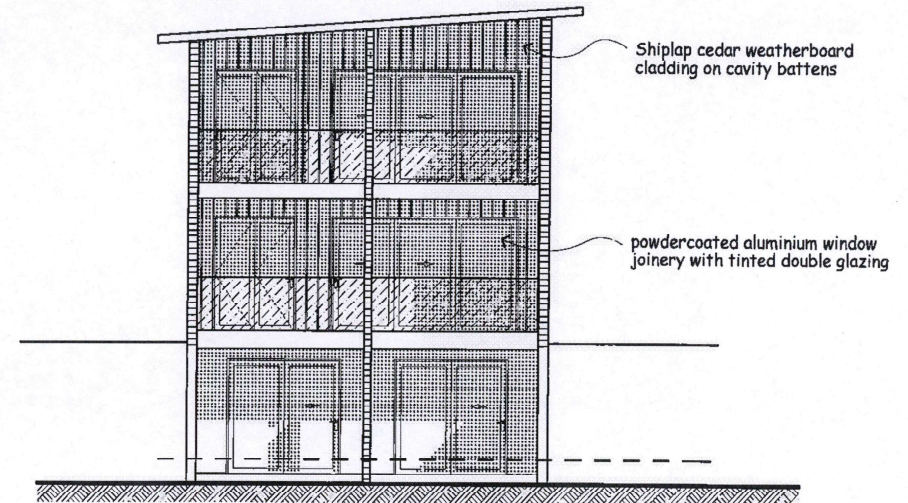 Shiplap cedar weatherboard
cladding on cavity battens
powdercoated aluminium window
joinery with tinted double glazing